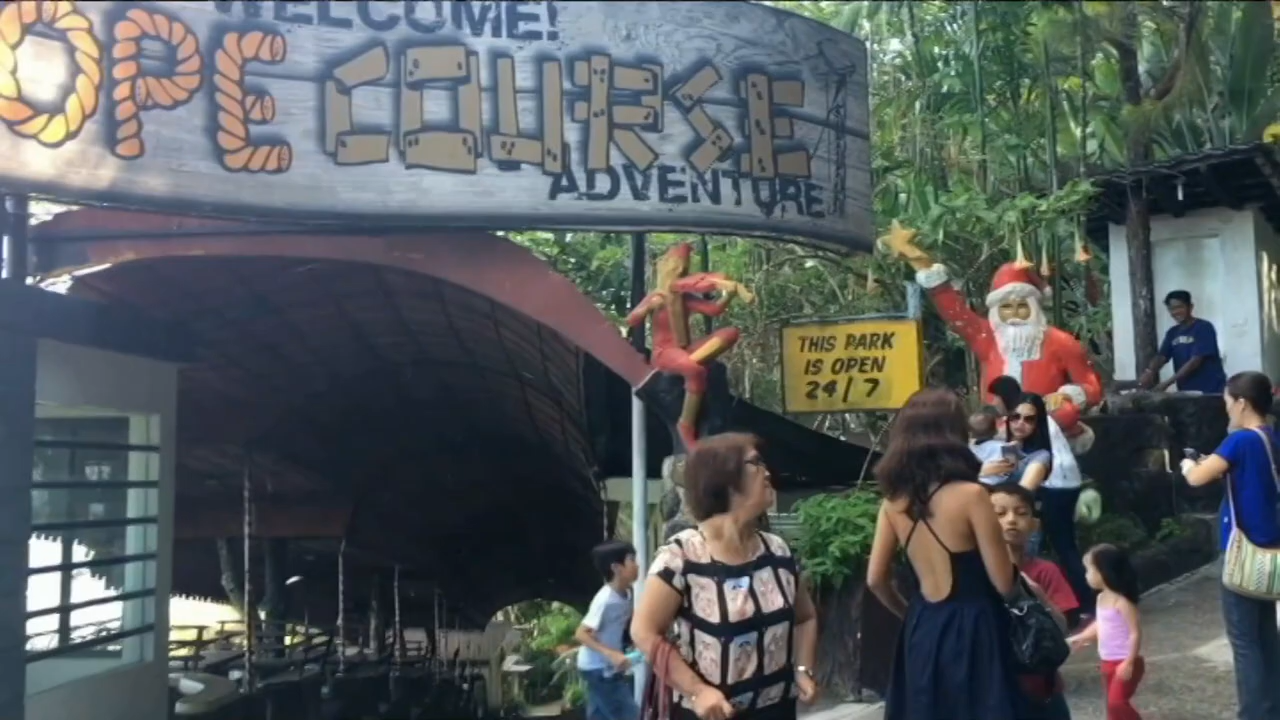 WELCOME!
OPE COURSE
ADVENTURE
THIS PARK
IS OPEN
24/7